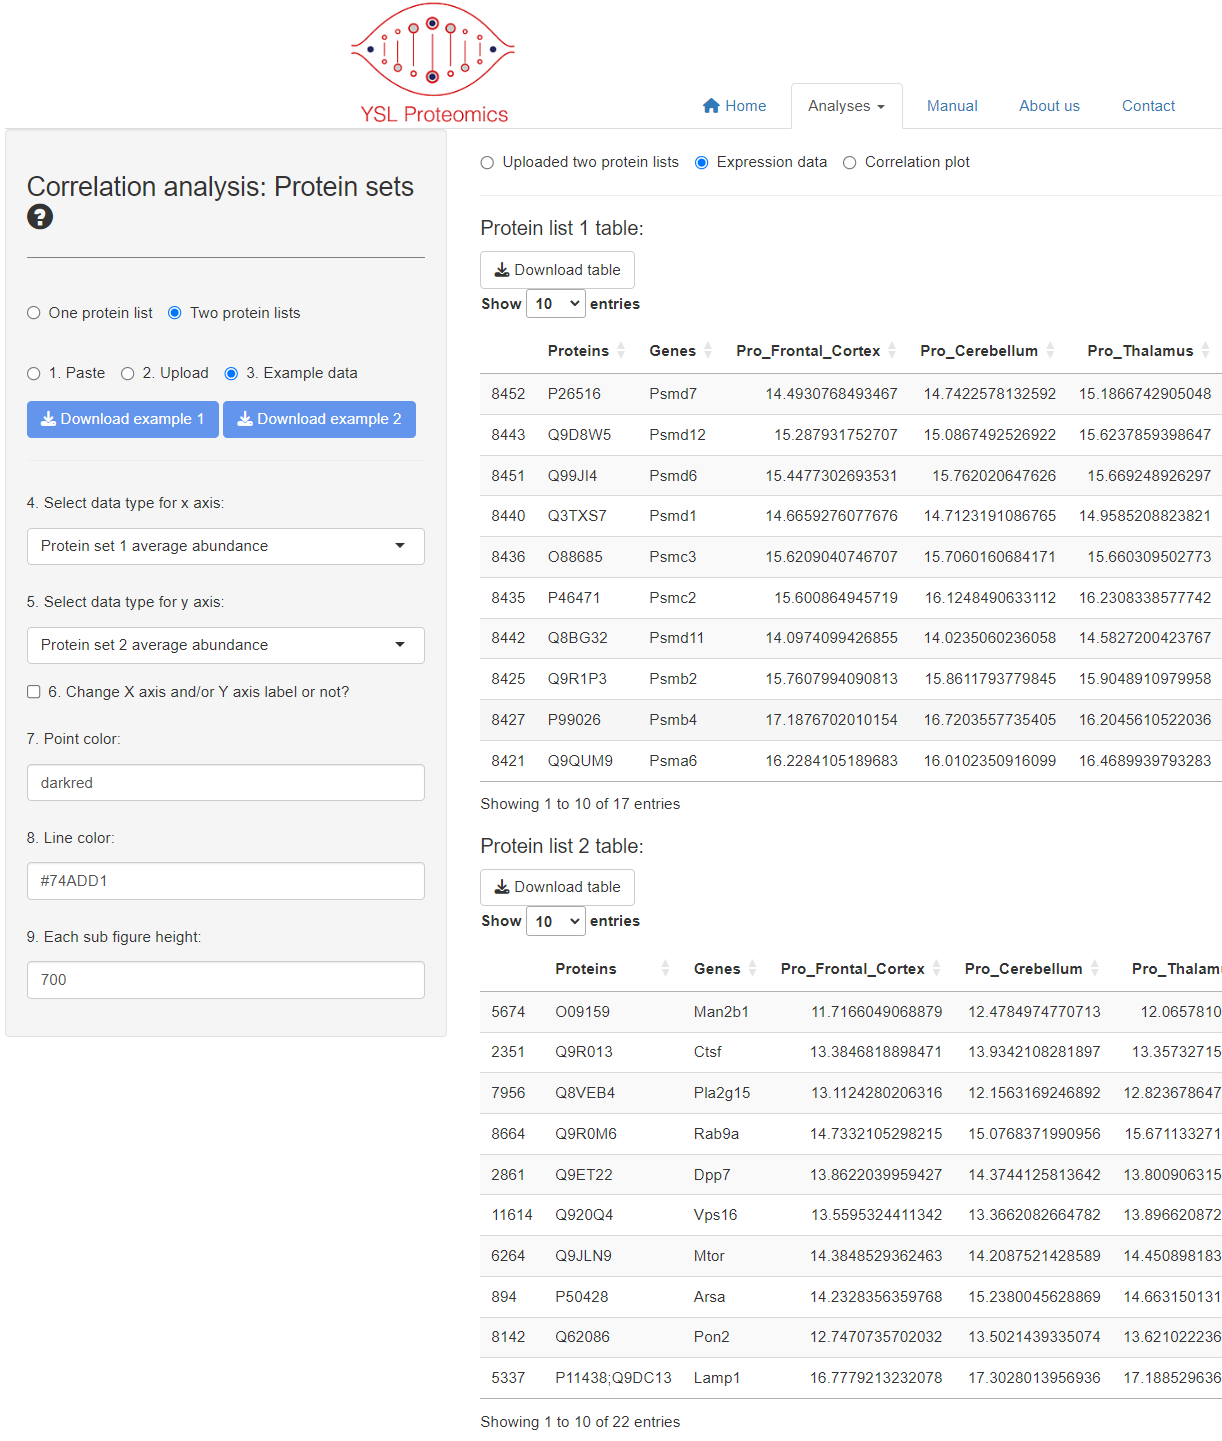 YSL Proteomics
Home Analyses Manual About us Contact
Correlation analysis: Protein sets
?
One protein list Two protein lists
1. Paste 2. Upload 3. Example data
Download example 1 Download example 2
4. Select data type for x axis:
Protein set 1 average abundance
5. Select data type for y axis:
Protein set 2 average abundance
6. Change X axis and/or Y axis label or not?
7. Point color:
darkred
8. Line color:
#74ADD1
9. Each sub figure height:
700
Uploaded two protein lists Expression data Correlation plot
Protein list 1 table:
Download table
Show 10 entries
Proteins Genes Pro_Frontal_Cortex Pro_Cerebellum Pro_Thalamus
8452 P26516 Psmd7 14.4930768493467 14.7422578132592 15.1866742905048
8443 Q9D8W5 Psmd12 15.287931752707 15.0867492526922 15.6237859398647
8451 Q99JI4 Psmd6 15.4477302693531 15.762020647626 15.669248926297
8440 Q3TXS7 Psmd1 14.6659276077676 14.7123191086765 14.9585208823821
8436 O88685 Psmc3 15.6209040746707 15.7060160684171 15.660309502773
8435 P46471 Psmc2 15.600864945719 16.1248490633112 16.2308338577742
8442 Q8BG32 Psmd11 14.0974099426855 14.0235060236058 14.5827200423767
8425 Q9R1P3 Psmb2 15.7607994090813 15.8611793779845 15.9048910979958
8427 P99026 Psmb4 17.1876702010154 16.7203557735405 16.2045610522036
8421 Q9QUM9 Psma6 16.2284105189683 16.0102350916099 16.4689939793283
Showing 1 to 10 of 17 entries
Protein list 2 table:
Download table
Show 10 entries
Proteins Genes Pro_Frontal_Cortex Pro_Cerebellum Pro_Thalamu
5674 O09159 Man2b1 11.7166049068879 12.4784974770713 12.0657810
2351 Q9R013 Ctsf 13.3846818898471 13.9342108281897 13.35732715
7956 Q8VEB4 Pla2g15 13.1124280206316 12.1563169246892 12.823678647
8664 Q9R0M6 Rab9a 14.7332105298215 15.0768371990956 15.671133271
2861 Q9ET22 Dpp7 13.8622039959427 14.3744125813642 13.800906315
11614 Q920Q4 Vps16 13.5595324411342 13.3662082664782 13.896620872
6264 Q9JLN9 Mtor 14.3848529362463 14.2087521428589 14.450898183
894 P50428 Arsa 14.2328356359768 15.2380045628869 14.663150131
8142 Q62086 Pon2 12.7470735702032 13.5021439335074 13.621022236
5337 P11438;Q9DC13 Lamp1 16.7779213232078 17.3028013956936 17.188529636
Showing 1 to 10 of 22 entries